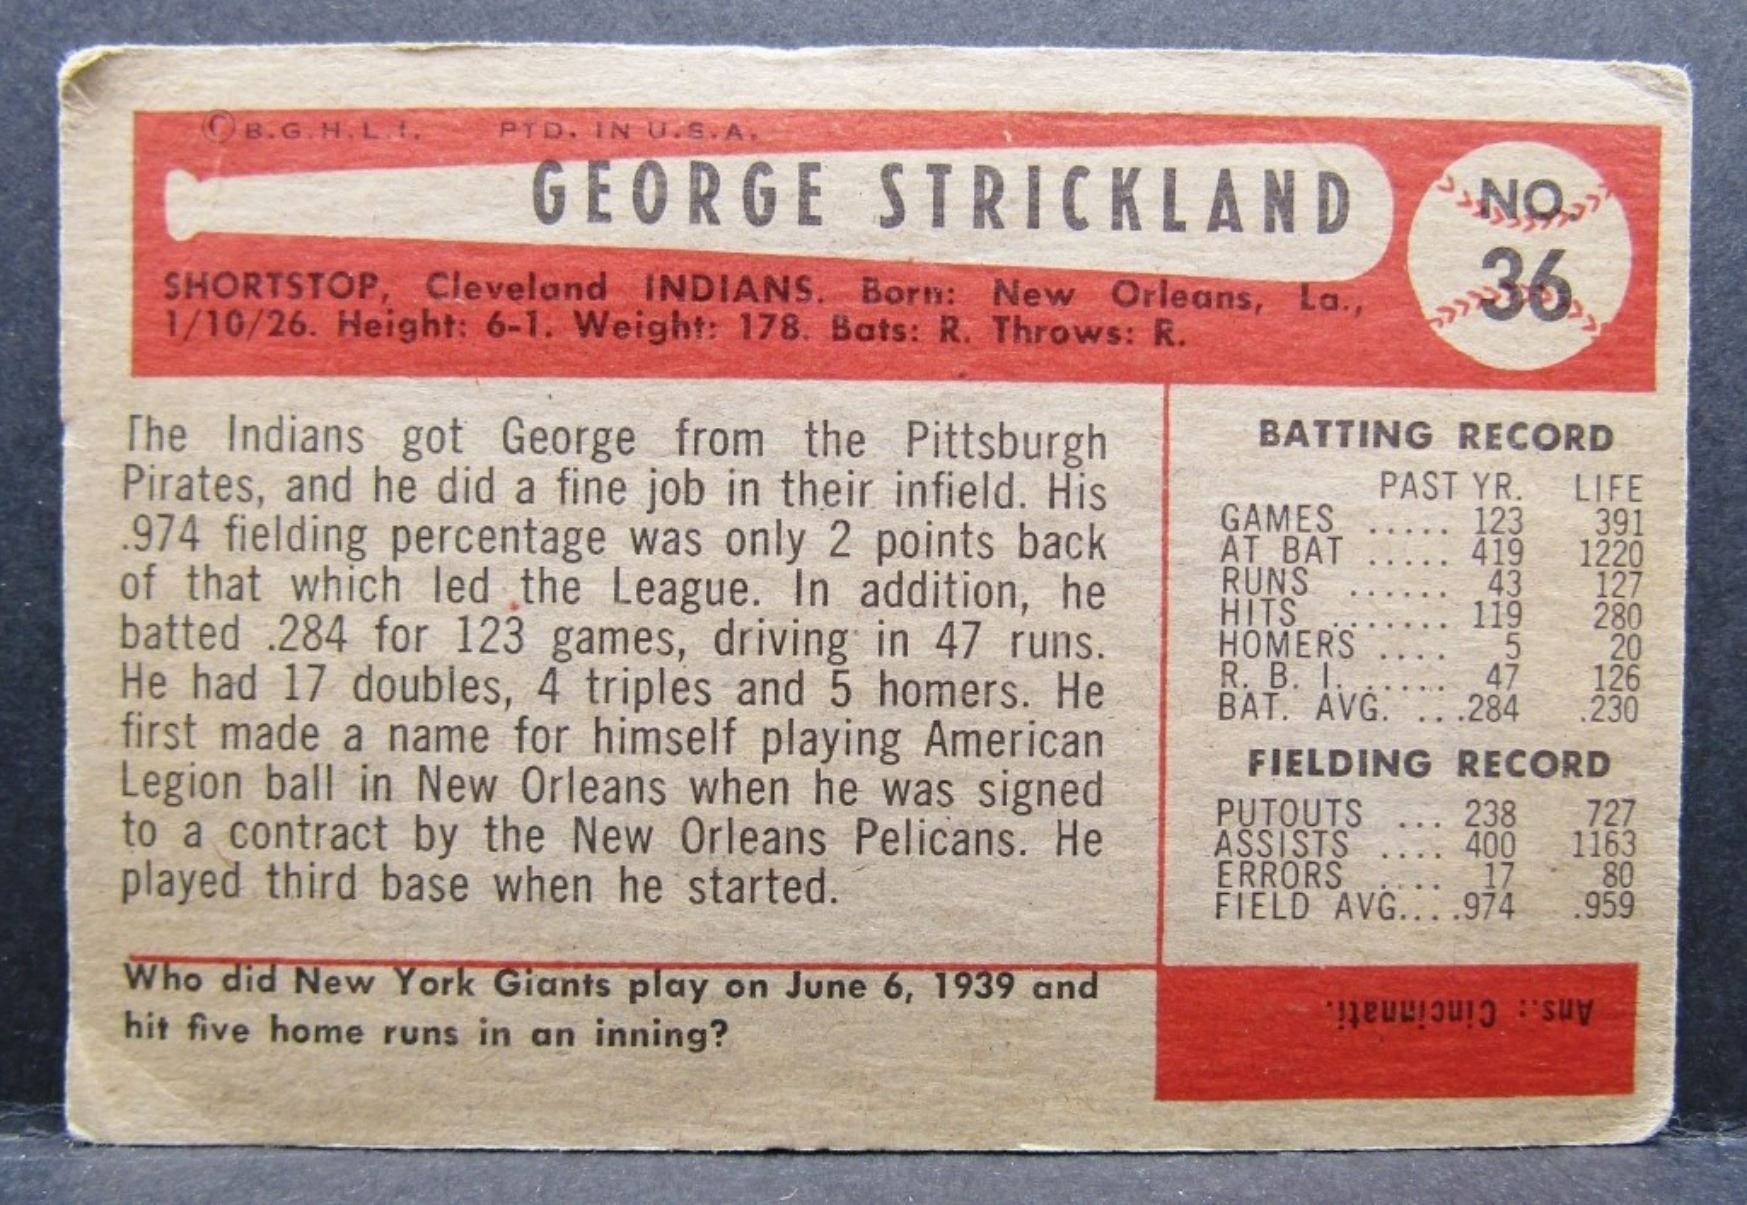 © B.G.H.L.I. PTD. IN U.S.A.
GEORGE STRICKLAND
NO.
36
SHORTSTOP, Cleveland INDIANS. Born: New Orleans, La.,
1/10/26. Height: 6-1. Weight: 178. Bats: R. Throws: R.
The Indians got George from the Pittsburgh
Pirates, and he did a fine job in their infield. His
.974 fielding percentage was only 2 points back
of that which led the League. In addition, he
batted .284 for 123 games, driving in 47 runs.
He had 17 doubles, 4 triples and 5 homers. He
first made a name for himself playing American
Legion ball in New Orleans when he was signed
to a contract by the New Orleans Pelicans. He
played third base when he started.
BATTING RECORD
PAST YR. LIFE
GAMES ..... 123 391
AT BAT ..... 419 1220
RUNS ...... 43 127
HITS ........ 119 280
HOMERS .... 5 20
R. B. I. ...... 47 126
BAT. AVG. ...284 .230
FIELDING RECORD
PUTOUTS ... 238 727
ASSISTS .... 400 1163
ERRORS .... 17 80
FIELD AVG....974 .959
Who did New York Giants play on June 6, 1939 and
hit five home runs in an inning?
Ans.: Cincinnati.